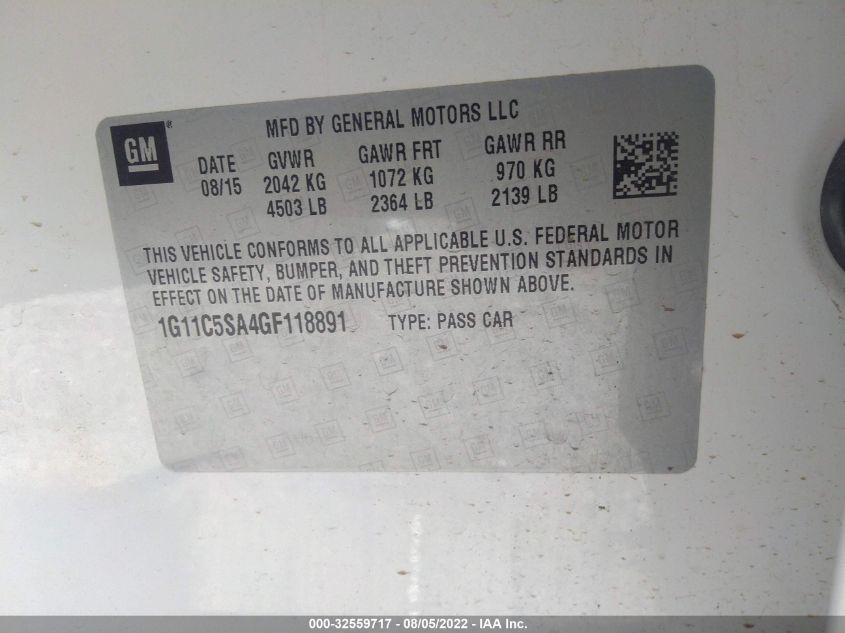 GM
MFD BY GENERAL MOTORS LLC
DATE GVWR GAWR FRT GAWR RR
08/15 2042 KG 1072 KG 970 KG
4503 LB 2364 LB 2139 LB
THIS VEHICLE CONFORMS TO ALL APPLICABLE U.S. FEDERAL MOTOR
VEHICLE SAFETY, BUMPER, AND THEFT PREVENTION STANDARDS IN
EFFECT ON THE DATE OF MANUFACTURE SHOWN ABOVE.
1G11C5SA4GF118891 TYPE: PASS CAR
000-32559717 - 08/05/2022 - IAA Inc.